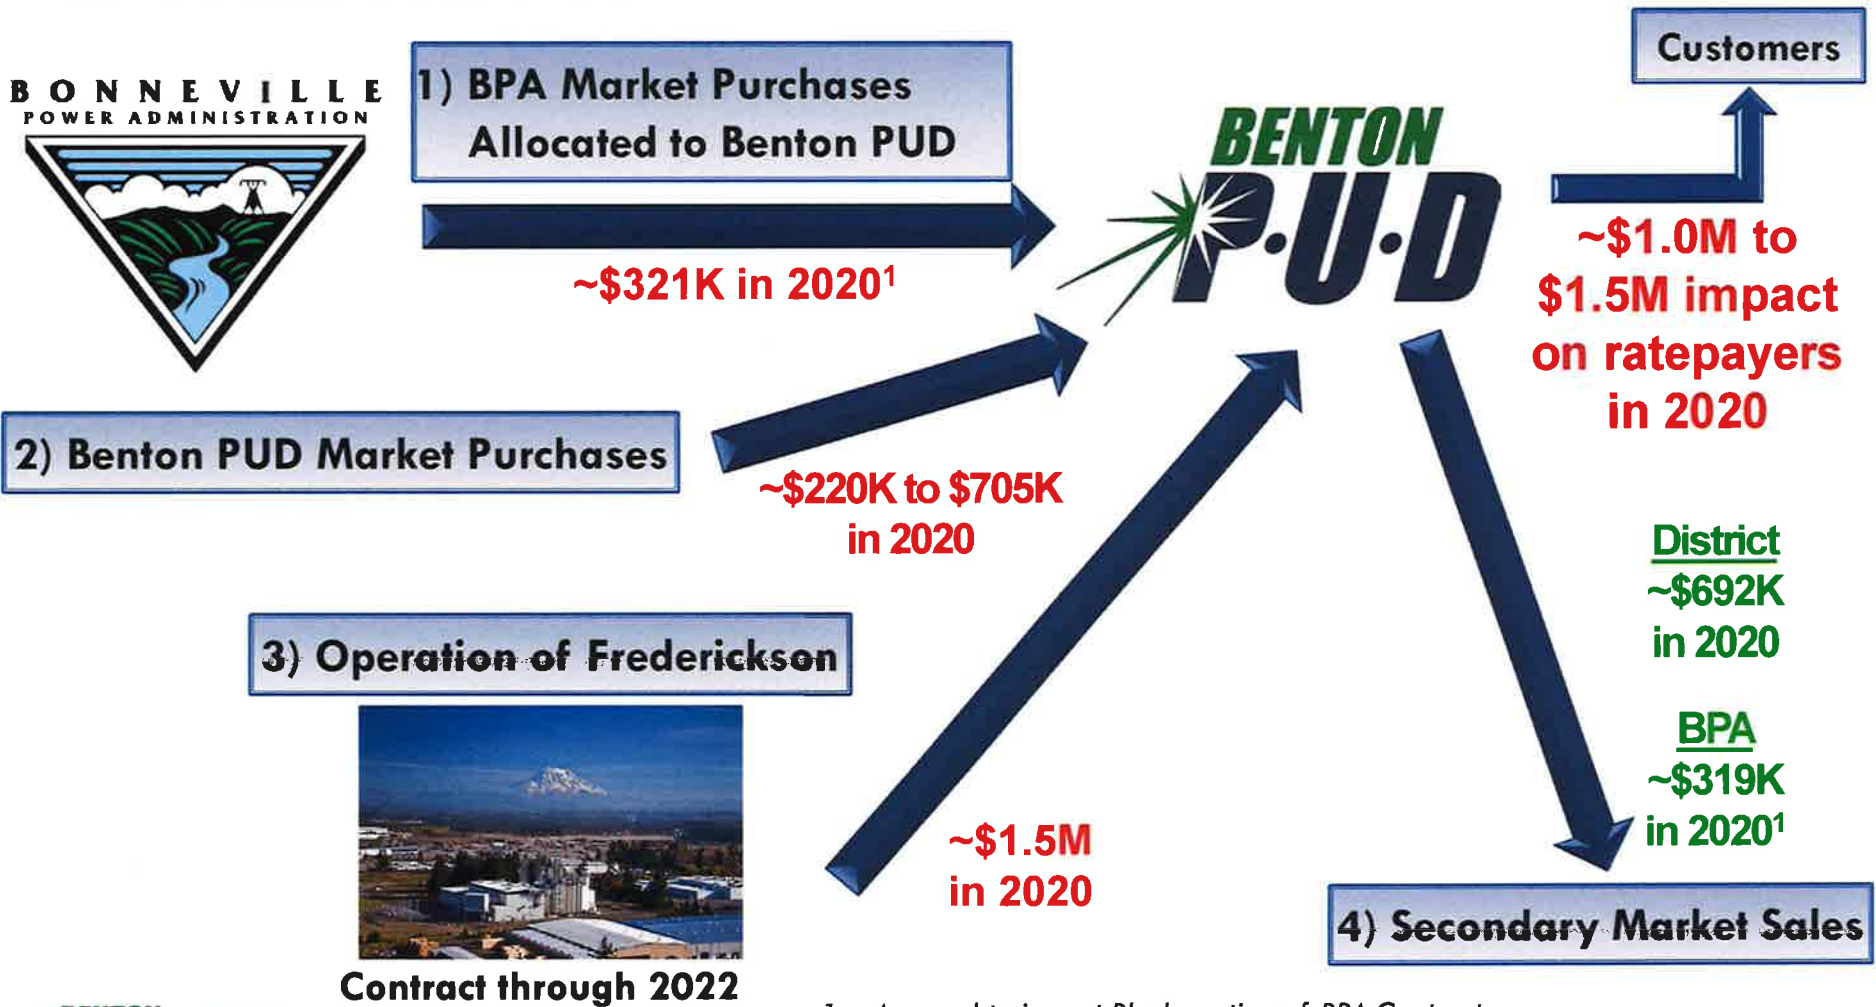 BONNEVILLE
POWER ADMINISTRATION
1) BPA Market Purchases
Allocated to Benton PUD
~$321K in 2020¹
BENTON
P·U·D
Customers
~$1.0M to
$1.5M impact
on ratepayers
in 2020
2) Benton PUD Market Purchases
~$220K to $705K
in 2020
3) Operation of Frederickson
Contract through 2022
~$1.5M
in 2020
District
~$692K
in 2020
BPA
~$319K
in 2020¹
4) Secondary Market Sales